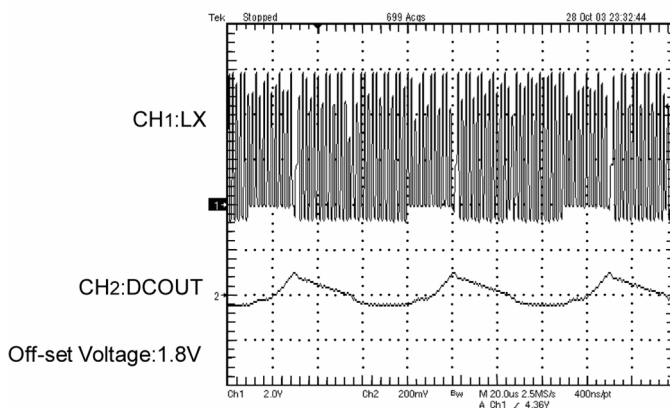 Tek Stopped 699 Acqs 28 Oct 03 23:32:44
CH1:LX
1
CH2:DCOUT
2
Off-set Voltage:1.8V
Ch1 2.0V Ch2 200mV BW M 20.0us 2.5MS/s 400ns/pt
A Ch1 / 4.36V